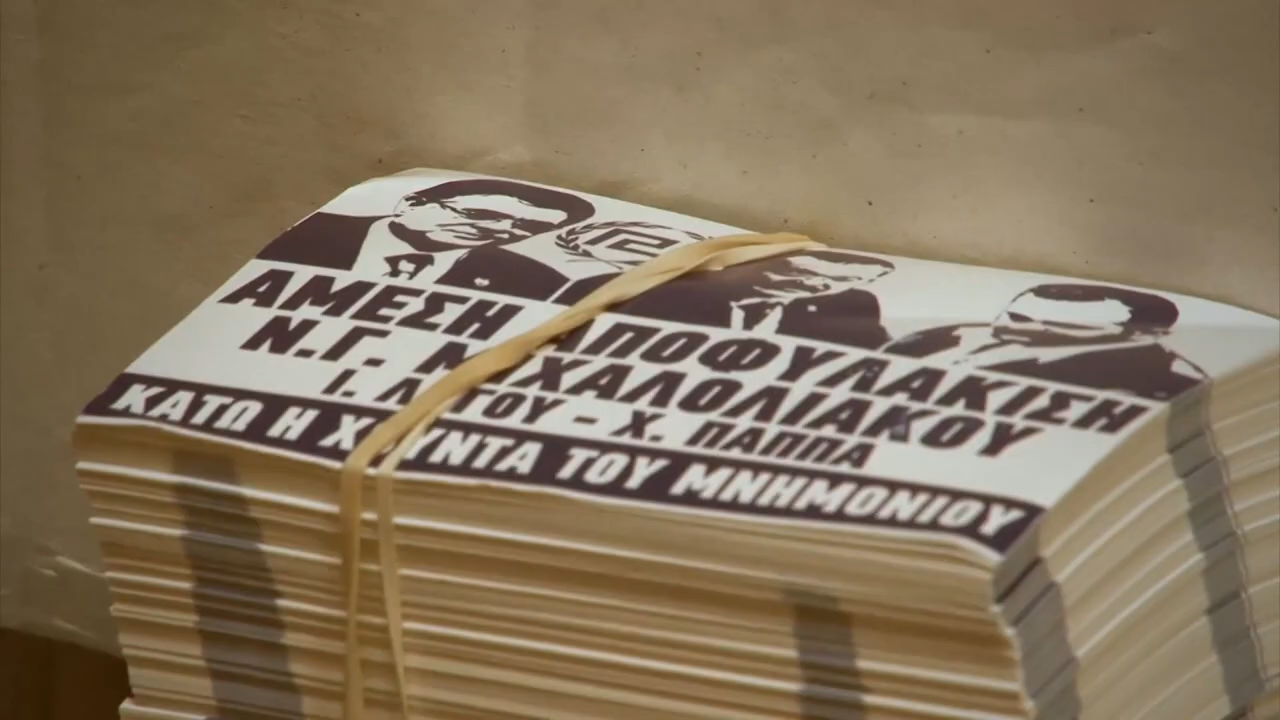 ΑΜΕΣΗ ΑΠΟΦΥΛΑΚΙΣΗ
Ν.Γ. ΜΙΧΑΛΟΛΙΑΚΟΥ
Ι. ΛΑΓΟΥ - Χ. ΠΑΠΠΑ
ΚΑΤΩ Η ΧΟΥΝΤΑ ΤΟΥ ΜΝΗΜΟΝΙΟΥ